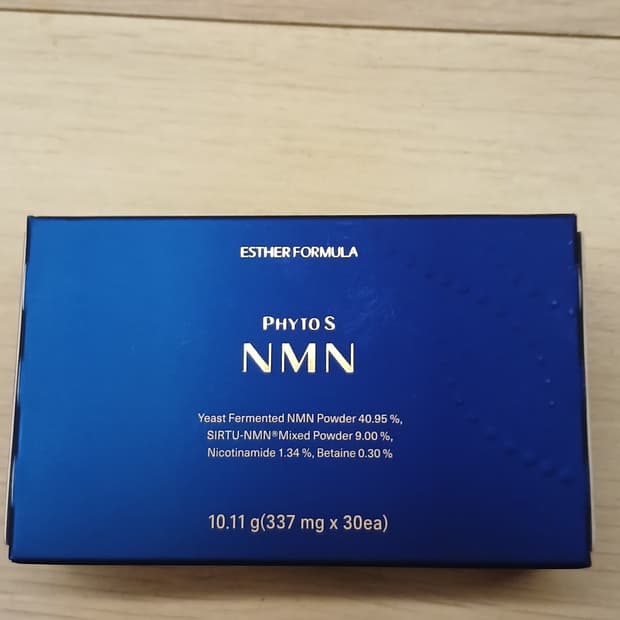 ESTHER FORMULA
PHYTO S
NMN
Yeast Fermented NMN Powder 40.95 %,
SIRTU-NMN® Mixed Powder 9.00 %,
Nicotinamide 1.34 %, Betaine 0.30 %
10.11 g(337 mg x 30ea)